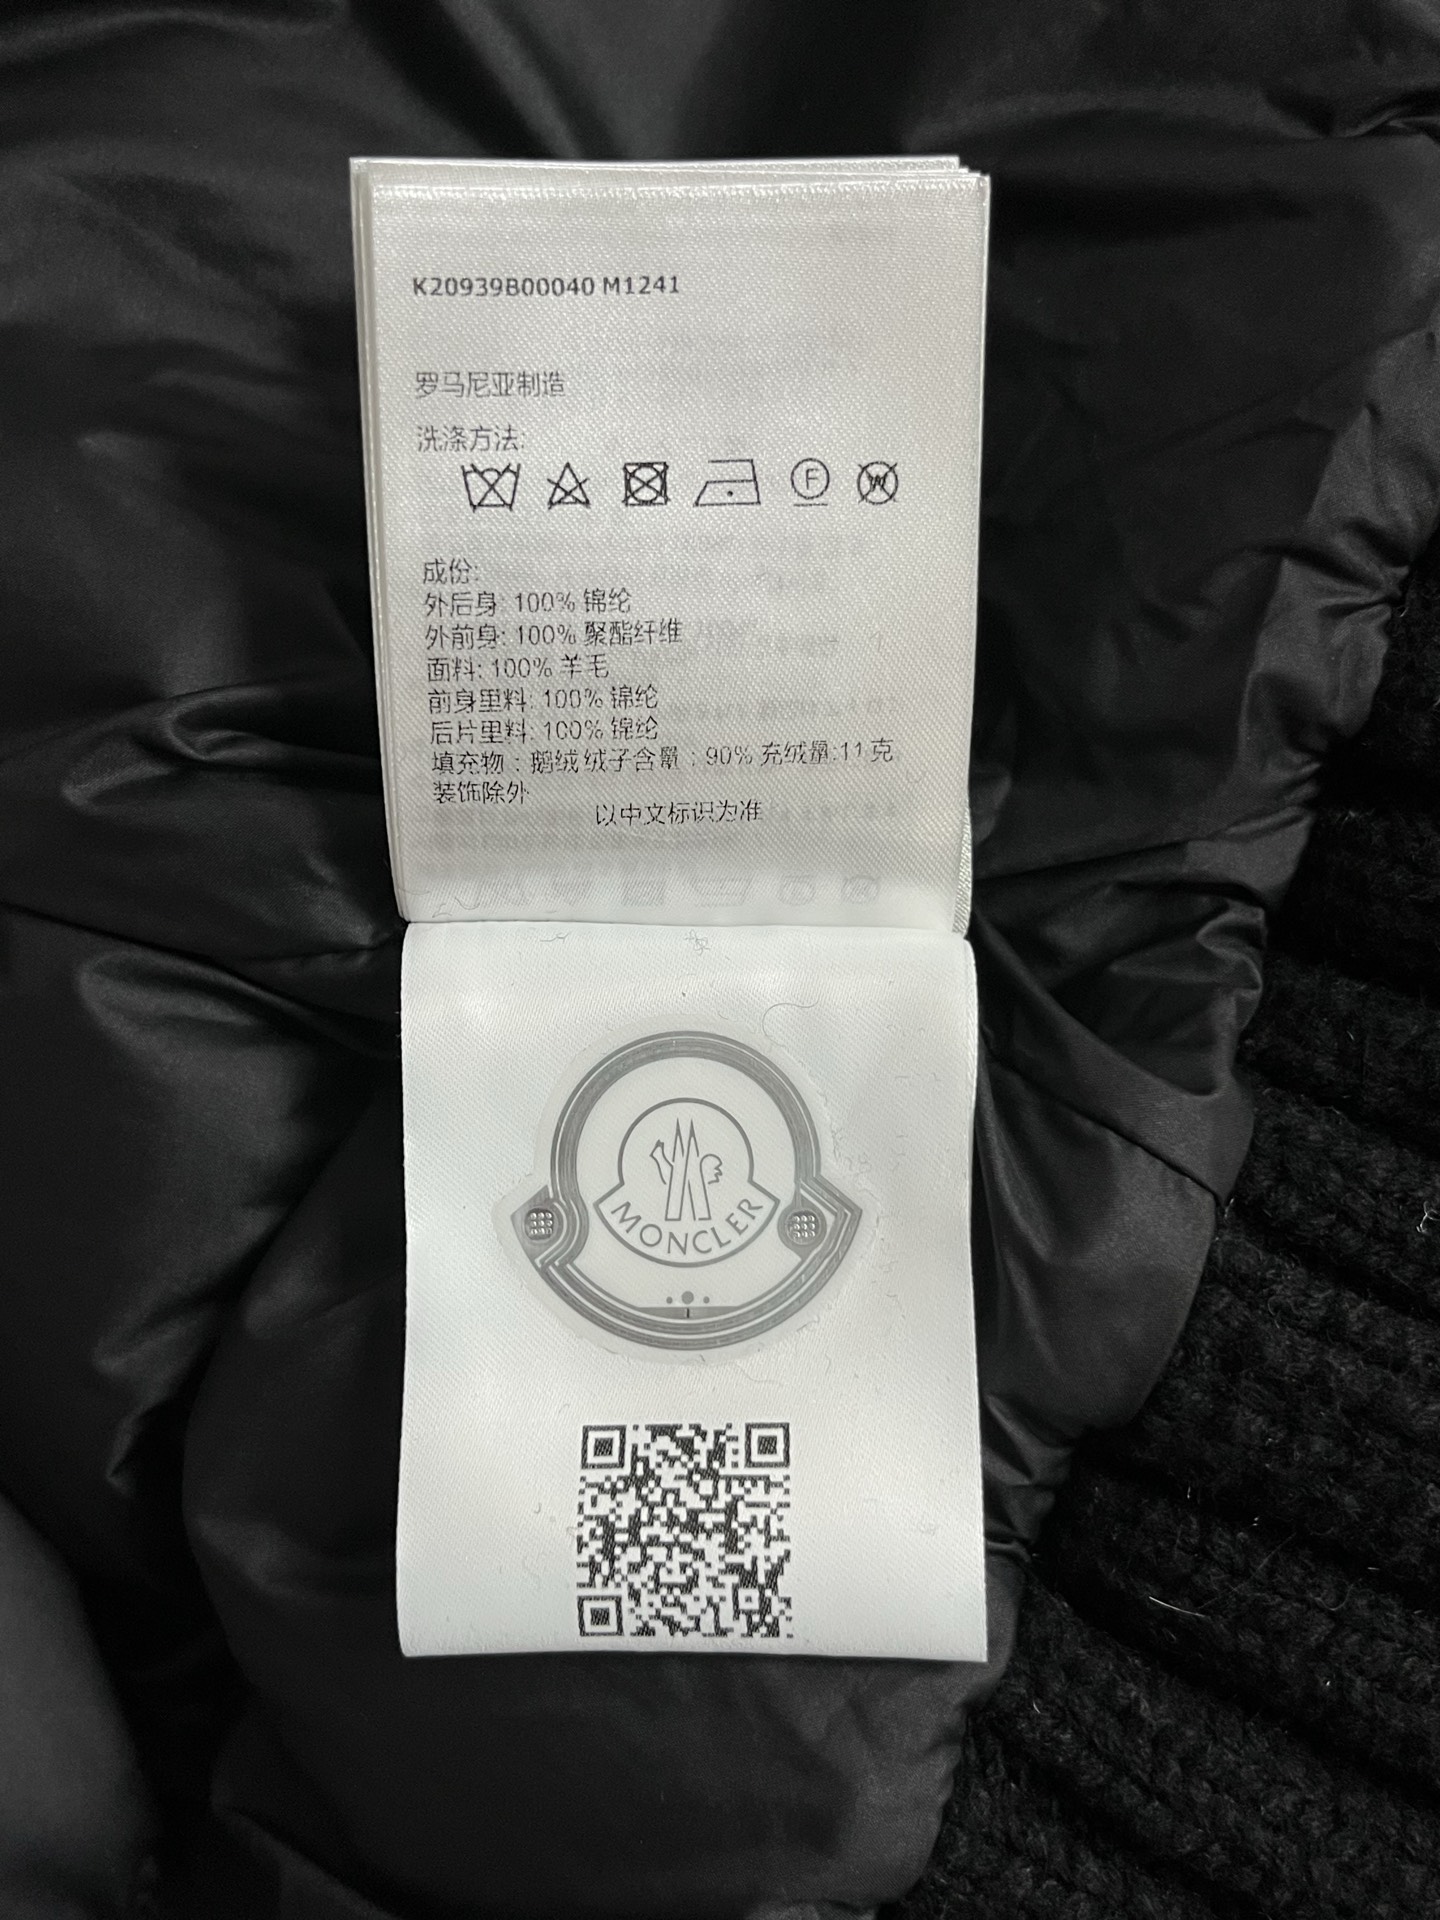 K20939B00040 M1241
罗马尼亚制造
洗涤方法:
F W
成份:
外后身: 100% 锦纶
外前身: 100% 聚酯纤维
面料: 100% 羊毛
前身里料: 100% 锦纶
后片里料: 100% 锦纶
填充物：鹅绒 绒子含量：90% 充绒量:11 克
装饰除外
以中文标识为准
MONCLER